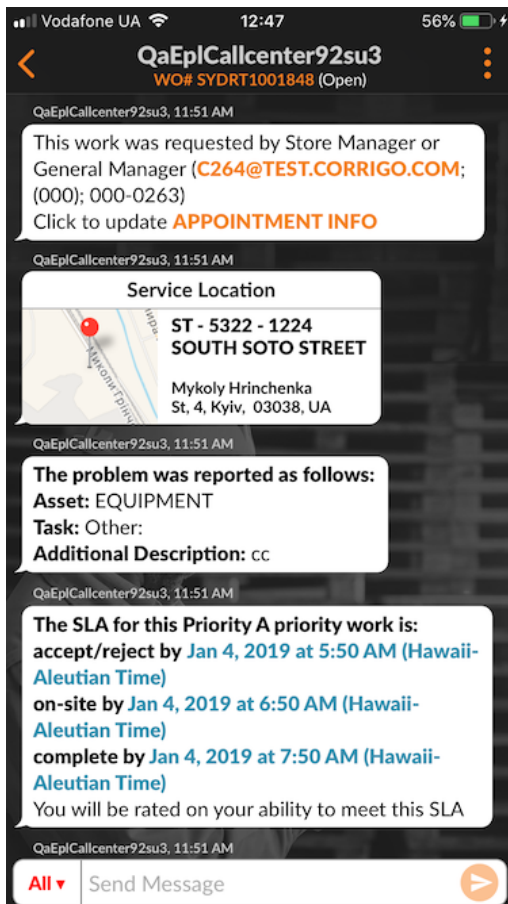 Vodafone UA
12:47
56%
QaEplCallcenter92su3
WO# SYDRT1001848 (Open)
QaEplCallcenter92su3, 11:51 AM
This work was requested by Store Manager or
General Manager (C264@TEST.CORRIGO.COM;
(000); 000-0263)
Click to update APPOINTMENT INFO
QaEplCallcenter92su3, 11:51 AM
Service Location
Миколи Грінч
ST - 5322 - 1224
SOUTH SOTO STREET
Mykoly Hrinchenka
St, 4, Kyiv, 03038, UA
QaEplCallcenter92su3, 11:51 AM
The problem was reported as follows:
Asset: EQUIPMENT
Task: Other:
Additional Description: cc
QaEplCallcenter92su3, 11:51 AM
The SLA for this Priority A priority work is:
accept/reject by Jan 4, 2019 at 5:50 AM (Hawaii-
Aleutian Time)
on-site by Jan 4, 2019 at 6:50 AM (Hawaii-
Aleutian Time)
complete by Jan 4, 2019 at 7:50 AM (Hawaii-
Aleutian Time)
You will be rated on your ability to meet this SLA
QaEplCallcenter92su3, 11:51 AM
All ▾
Send Message